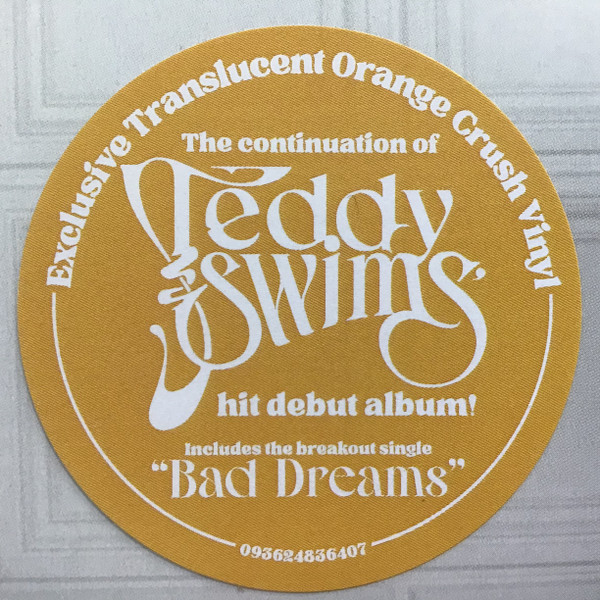 Exclusive Translucent Orange Crush Vinyl
The continuation of
Teddy
Swims'
hit debut album!
Includes the breakout single
“Bad Dreams”
093624836407